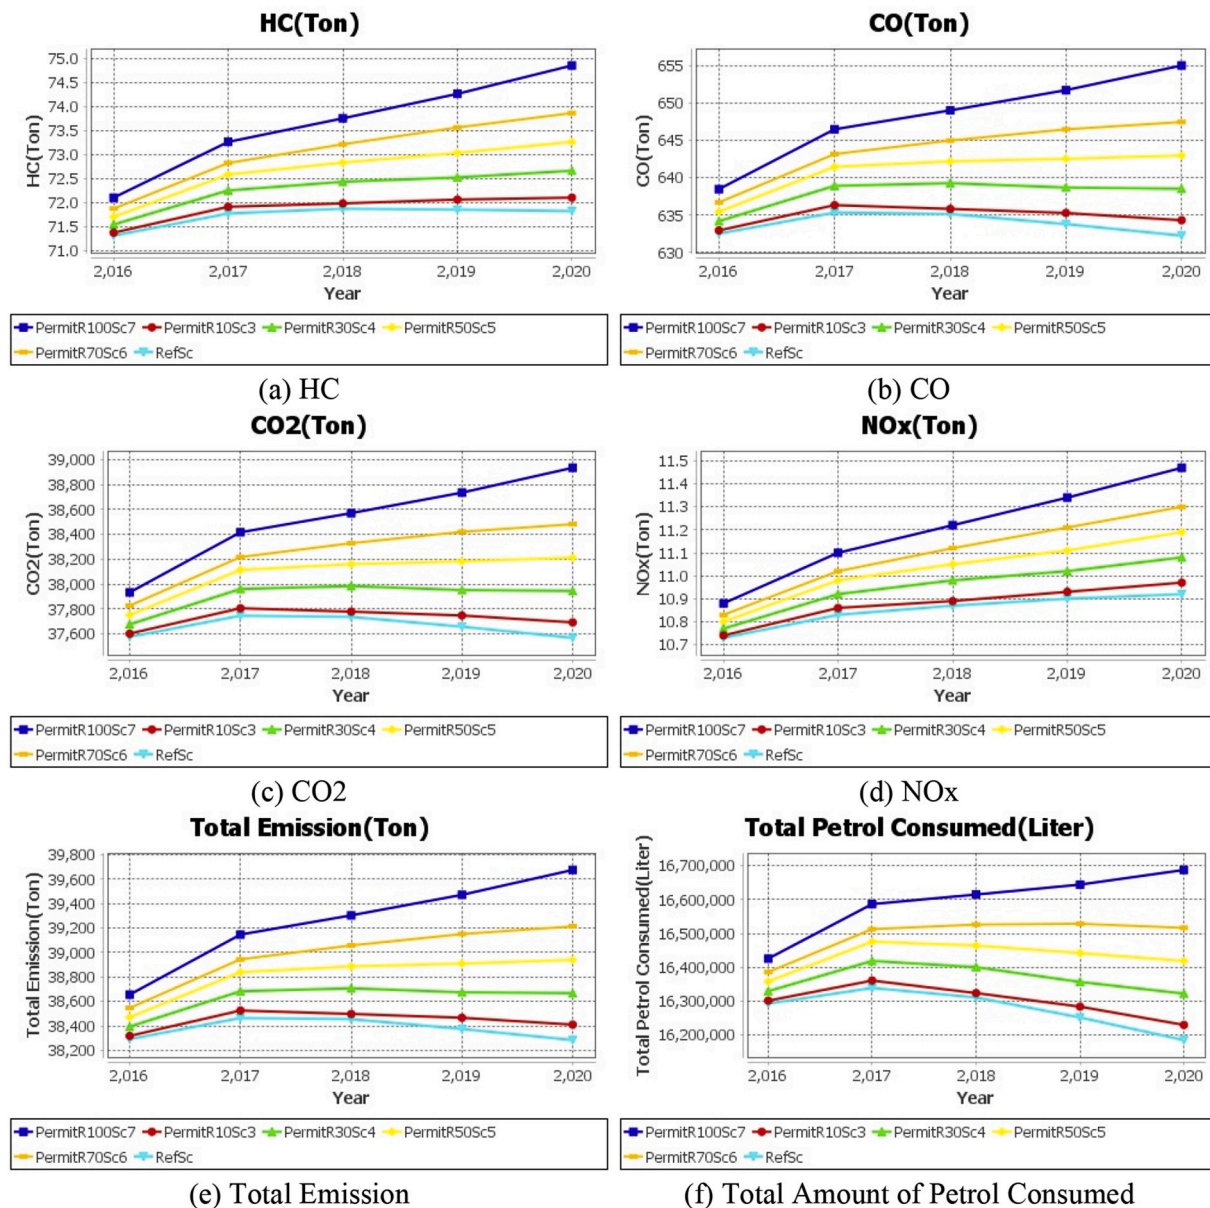 HC(Ton)
HC(Ton)
75.0
74.5
74.0
73.5
73.0
72.5
72.0
71.5
71.0
2,016 2,017 2,018 2,019 2,020
Year
PermitR100Sc7 PermitR10Sc3 PermitR30Sc4 PermitR50Sc5
PermitR70Sc6 RefSc
(a) HC
CO(Ton)
CO(Ton)
655
650
645
640
635
630
2,016 2,017 2,018 2,019 2,020
Year
PermitR100Sc7 PermitR10Sc3 PermitR30Sc4 PermitR50Sc5
PermitR70Sc6 RefSc
(b) CO
CO2(Ton)
CO2(Ton)
39,000
38,800
38,600
38,400
38,200
38,000
37,800
37,600
2,016 2,017 2,018 2,019 2,020
Year
PermitR100Sc7 PermitR10Sc3 PermitR30Sc4 PermitR50Sc5
PermitR70Sc6 RefSc
(c) CO2
NOx(Ton)
NOx(Ton)
11.5
11.4
11.3
11.2
11.1
11.0
10.9
10.8
10.7
2,016 2,017 2,018 2,019 2,020
Year
PermitR100Sc7 PermitR10Sc3 PermitR30Sc4 PermitR50Sc5
PermitR70Sc6 RefSc
(d) NOx
Total Emission(Ton)
Total Emission(Ton)
39,800
39,600
39,400
39,200
39,000
38,800
38,600
38,400
38,200
2,016 2,017 2,018 2,019 2,020
Year
PermitR100Sc7 PermitR10Sc3 PermitR30Sc4 PermitR50Sc5
PermitR70Sc6 RefSc
(e) Total Emission
Total Petrol Consumed(Liter)
Total Petrol Consumed(Liter)
16,700,000
16,600,000
16,500,000
16,400,000
16,300,000
16,200,000
2,016 2,017 2,018 2,019 2,020
Year
PermitR100Sc7 PermitR10Sc3 PermitR30Sc4 PermitR50Sc5
PermitR70Sc6 RefSc
(f) Total Amount of Petrol Consumed